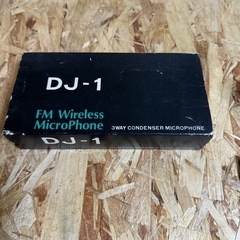 DJ-1
FM Wireless
MicroPhone
3WAY CONDENSER MICROPHONE
DJ-1